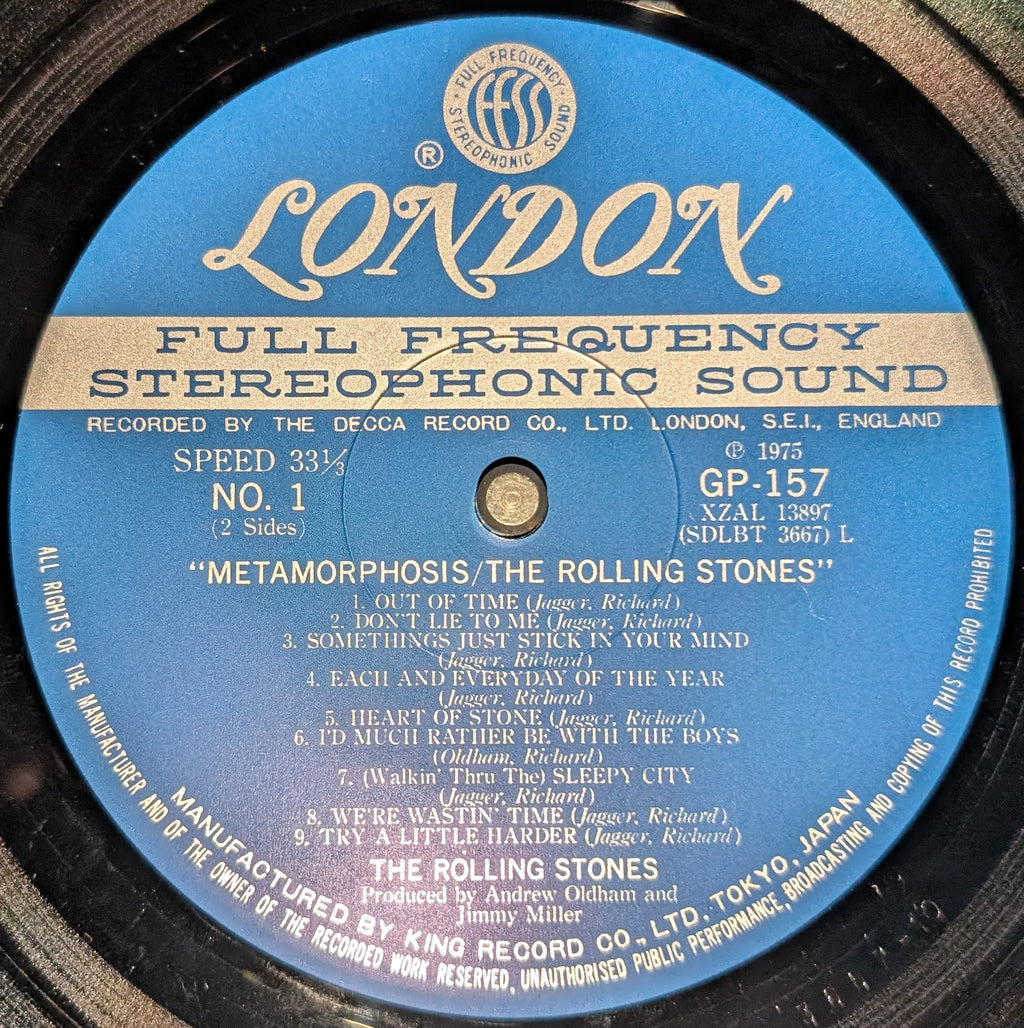 FULL FREQUENCY
FFSS
STEREOPHONIC SOUND
®
LONDON
FULL FREQUENCY
STEREOPHONIC SOUND
RECORDED BY THE DECCA RECORD CO., LTD. LONDON, S.E.I., ENGLAND
SPEED 33⅓
NO. 1
(2 Sides)
℗ 1975
GP-157
XZAL 13897
(SDLBT 3667) L
"METAMORPHOSIS/THE ROLLING STONES"
1. OUT OF TIME (Jagger, Richard)
2. DON'T LIE TO ME (Jagger, Richard)
3. SOMETHINGS JUST STICK IN YOUR MIND
(Jagger, Richard)
4. EACH AND EVERYDAY OF THE YEAR
(Jagger, Richard)
5. HEART OF STONE (Jagger, Richard)
6. I'D MUCH RATHER BE WITH THE BOYS
(Oldham, Richard)
7. (Walkin' Thru The) SLEEPY CITY
(Jagger, Richard)
8. WE'RE WASTIN' TIME (Jagger, Richard)
9. TRY A LITTLE HARDER (Jagger, Richard)
THE ROLLING STONES
Produced by Andrew Oldham and
Jimmy Miller
MANUFACTURED BY KING RECORD CO., LTD. TOKYO, JAPAN
ALL RIGHTS OF THE MANUFACTURER AND OF THE OWNER OF THE RECORDED WORK RESERVED, UNAUTHORISED PUBLIC PERFORMANCE, BROADCASTING AND COPYING OF THIS RECORD PROHIBITED